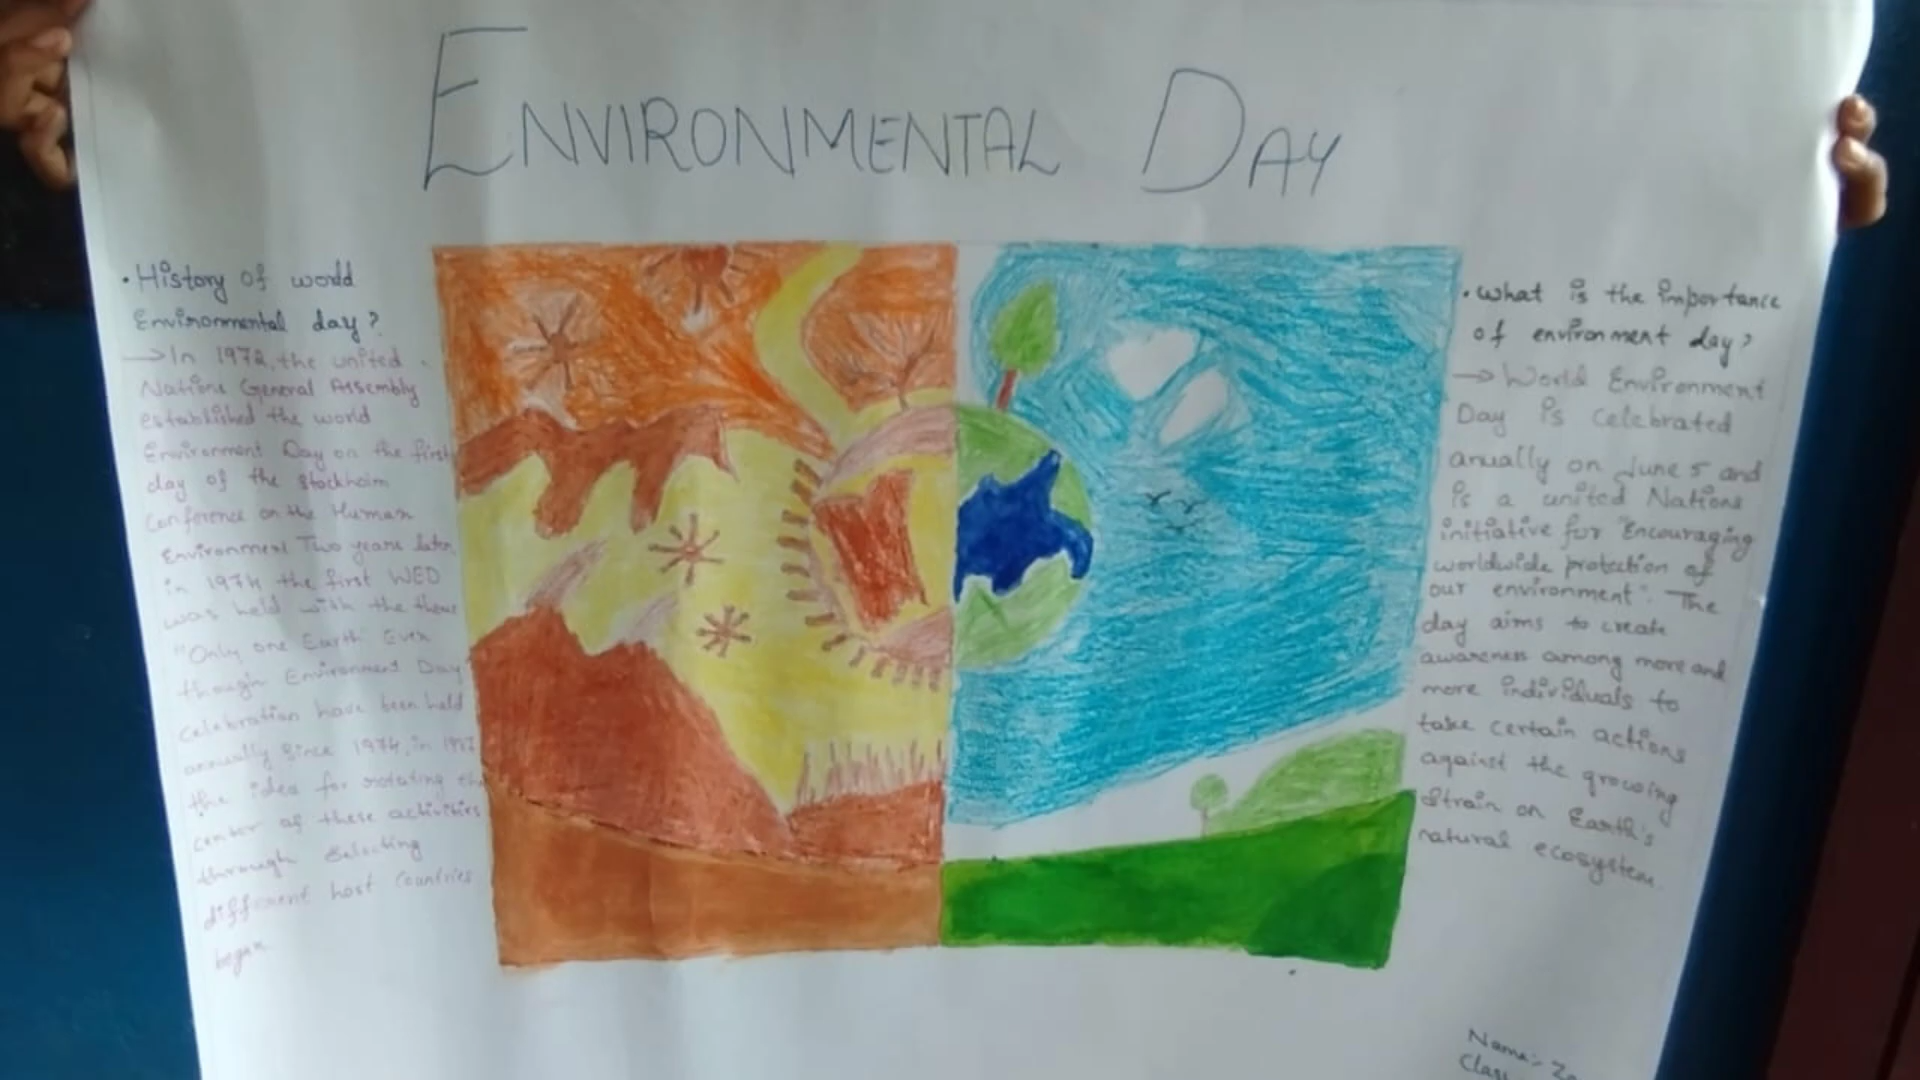 ENVIRONMENTAL DAY
• History of world
Environmental day?
→ In 1972, the united
Nations General Assembly
established the world
Environment Day on the first
day of the Stockholm
Conference on the Human
Environment Two years later,
in 1974 the first WED
was held with the theme
"Only one Earth" Even
though Environment Day
celebration have been held
annually since 1974, in 1987
the idea for rotating the
center of these activities
through selecting
different host countries
began
• What is the importance
of environment day?
→ World Environment
Day is celebrated
anually on June 5 and
is a united Nations
initiative for "Encouraging
worldwide protection of
our environment". The
day aims to create
awareness among more and
more individuals to
take certain actions
against the growing
strain on Earth's
natural ecosystem.
Name:-
Class